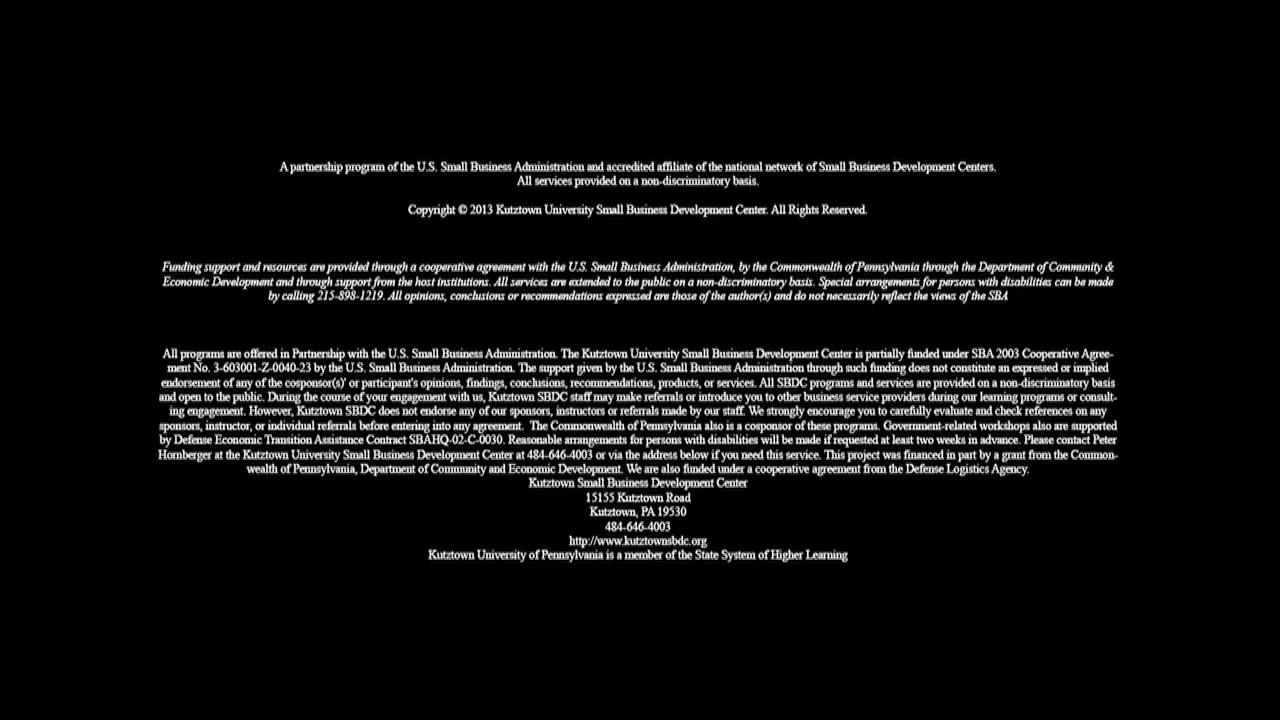 A partnership program of the U.S. Small Business Administration and accredited affiliate of the national network of Small Business Development Centers.
All services provided on a non-discriminatory basis.
Copyright © 2013 Kutztown University Small Business Development Center. All Rights Reserved.
Funding support and resources are provided through a cooperative agreement with the U.S. Small Business Administration, by the Commonwealth of Pennsylvania through the Department of Community &
Economic Development and through support from the host institutions. All services are extended to the public on a non-discriminatory basis. Special arrangements for persons with disabilities can be made
by calling 215-898-1219. All opinions, conclusions or recommendations expressed are those of the author(s) and do not necessarily reflect the views of the SBA
All programs are offered in Partnership with the U.S. Small Business Administration. The Kutztown University Small Business Development Center is partially funded under SBA 2003 Cooperative Agree-
ment No. 3-603001-Z-0040-23 by the U.S. Small Business Administration. The support given by the U.S. Small Business Administration through such funding does not constitute an expressed or implied
endorsement of any of the cosponsor(s)' or participant's opinions, findings, conclusions, recommendations, products, or services. All SBDC programs and services are provided on a non-discriminatory basis
and open to the public. During the course of your engagement with us, Kutztown SBDC staff may make referrals or introduce you to other business service providers during our learning programs or consult-
ing engagement. However, Kutztown SBDC does not endorse any of our sponsors, instructors or referrals made by our staff. We strongly encourage you to carefully evaluate and check references on any
sponsors, instructor, or individual referrals before entering into any agreement.  The Commonwealth of Pennsylvania also is a cosponsor of these programs. Government-related workshops also are supported
by Defense Economic Transition Assistance Contract SBAHQ-02-C-0030. Reasonable arrangements for persons with disabilities will be made if requested at least two weeks in advance. Please contact Peter
Hornberger at the Kutztown University Small Business Development Center at 484-646-4003 or via the address below if you need this service. This project was financed in part by a grant from the Common-
wealth of Pennsylvania, Department of Community and Economic Development. We are also funded under a cooperative agreement from the Defense Logistics Agency.
Kutztown Small Business Development Center
15155 Kutztown Road
Kutztown, PA 19530
484-646-4003
http://www.kutztownsbdc.org
Kutztown University of Pennsylvania is a member of the State System of Higher Learning